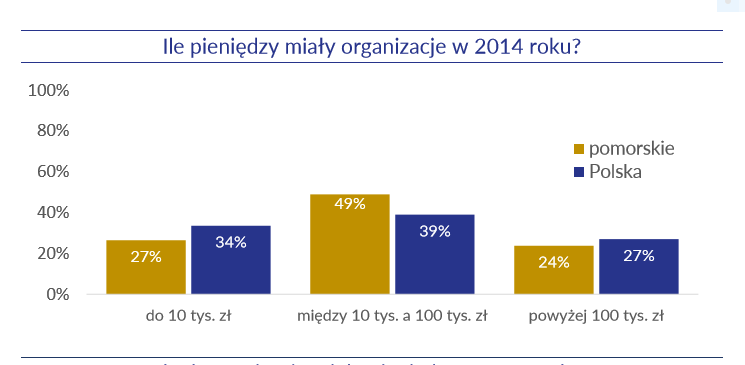 Ile pieniędzy miały organizacje w 2014 roku?
100%
80%
60%
40%
20%
0%
pomorskie
Polska
27%
34%
49%
39%
24%
27%
do 10 tys. zł
między 10 tys. a 100 tys. zł
powyżej 100 tys. zł